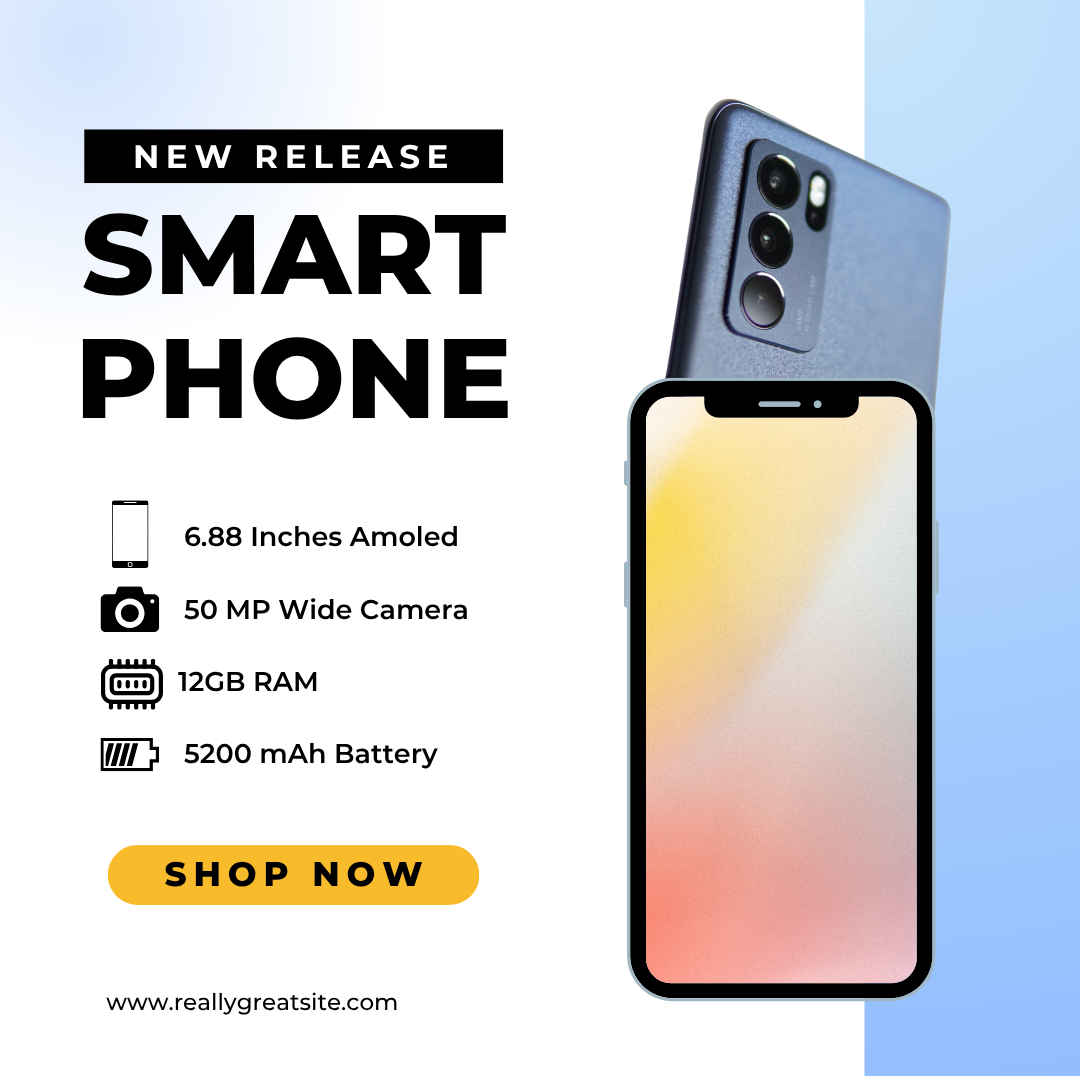 NEW RELEASE
SMART
PHONE
6.88 Inches Amoled
50 MP Wide Camera
12GB RAM
5200 mAh Battery
SHOP NOW
www.reallygreatsite.com